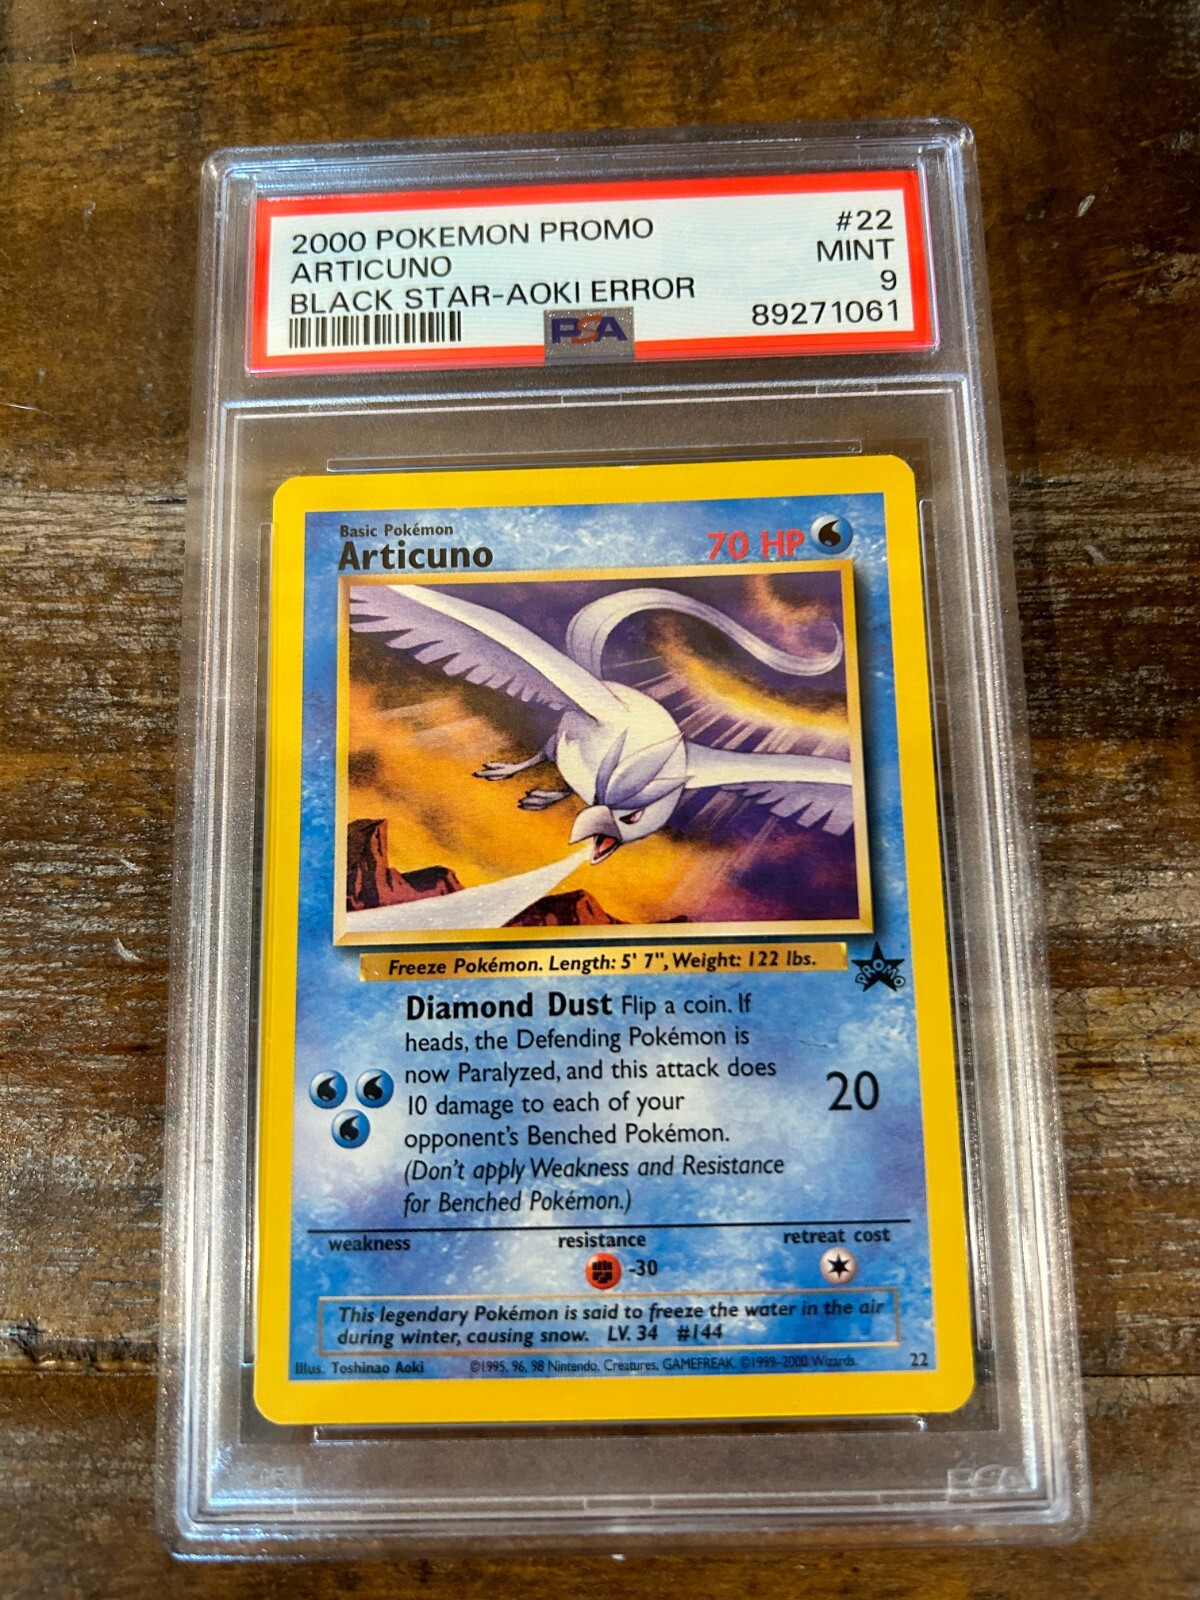 2000 POKEMON PROMO #22
ARTICUNO MINT
BLACK STAR-AOKI ERROR 9
PSA 89271061
Basic Pokémon
Articuno 70 HP
Freeze Pokémon. Length: 5' 7", Weight: 122 lbs.
PROMO
Diamond Dust Flip a coin. If
heads, the Defending Pokémon is
now Paralyzed, and this attack does
10 damage to each of your
opponent's Benched Pokémon.
(Don't apply Weakness and Resistance
for Benched Pokémon.)
20
weakness resistance retreat cost
-30
This legendary Pokémon is said to freeze the water in the air
during winter, causing snow. LV. 34 #144
Illus. Toshinao Aoki ©1995, 96, 98 Nintendo, Creatures, GAMEFREAK. ©1999-2000 Wizards. 22
PSA